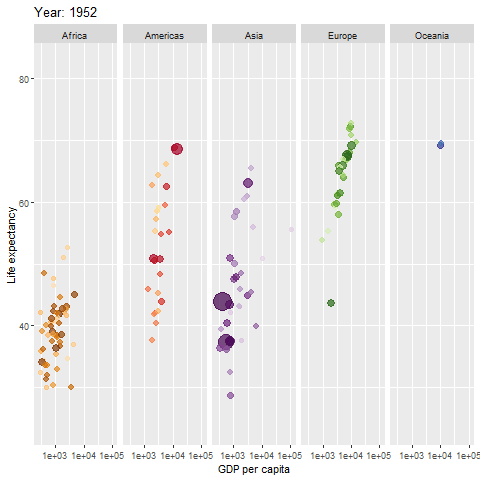 Year: 1952
Africa Americas Asia Europe Oceania
80
60
40
1e+03 1e+04 1e+05 1e+03 1e+04 1e+05 1e+03 1e+04 1e+05 1e+03 1e+04 1e+05 1e+03 1e+04 1e+05
GDP per capita
Life expectancy